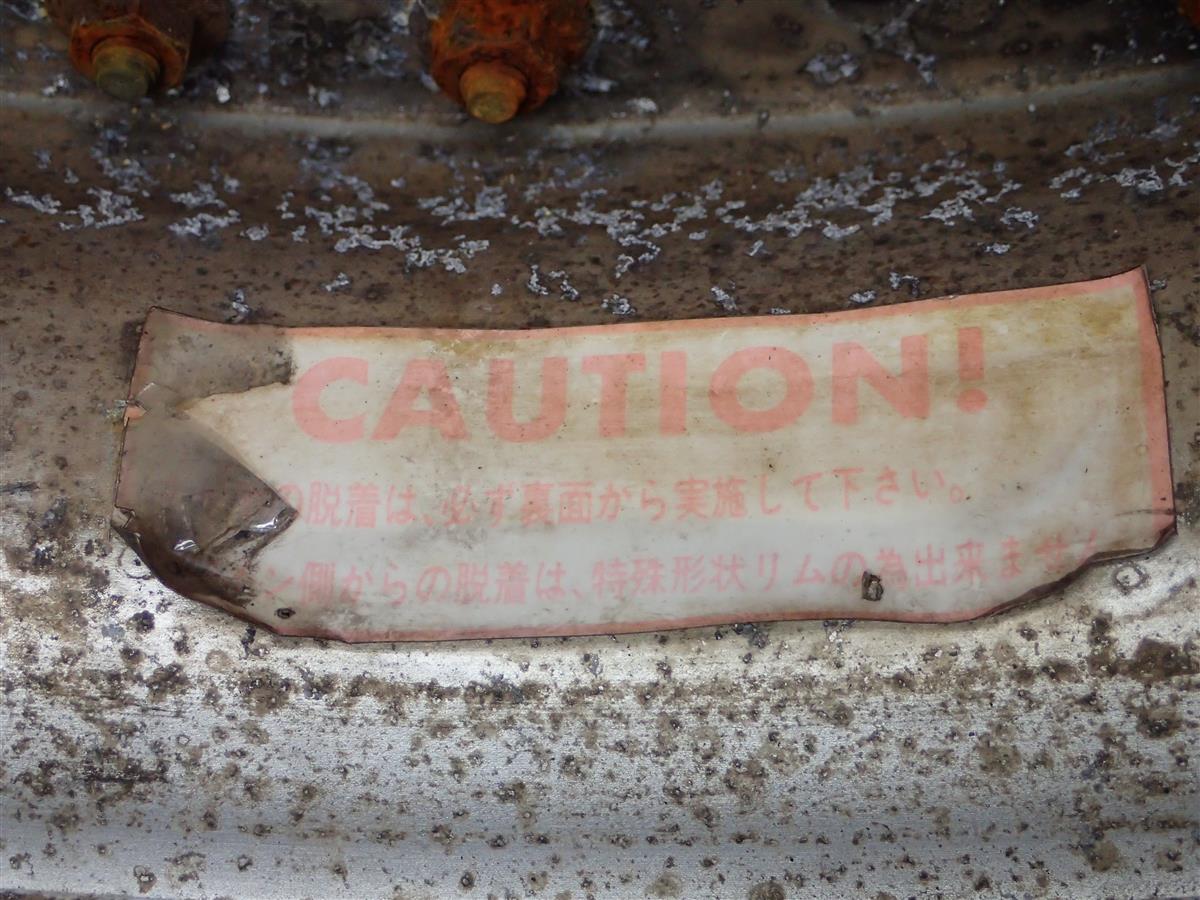 CAUTION!
の脱着は、必ず裏面から実施して下さい。
ン側からの脱着は、特殊形状リムの為出来ません